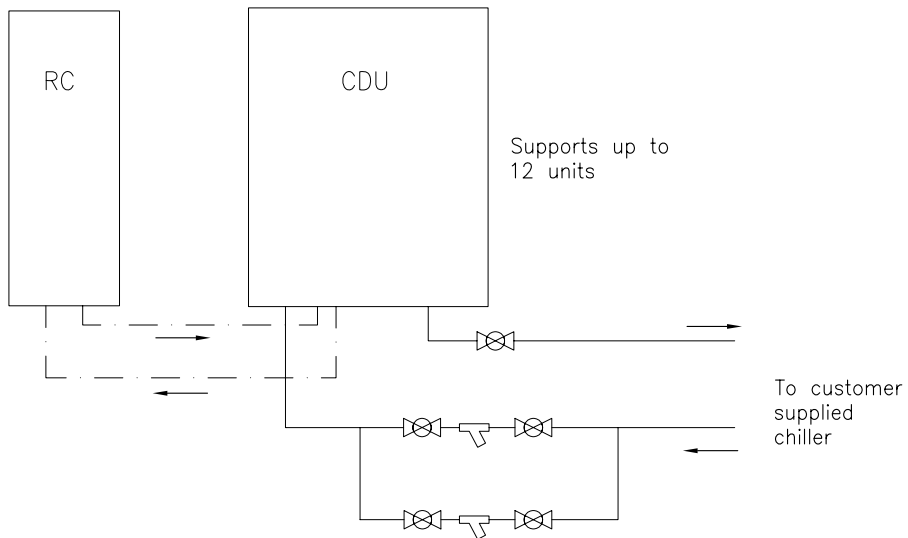 RC
CDU
Supports up to
12 units
To customer
supplied
chiller